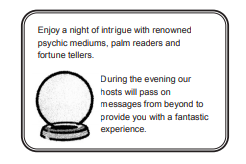 Enjoy a night of intrigue with renowned
psychic mediums, palm readers and
fortune tellers.
During the evening our
hosts will pass on
messages from beyond to
provide you with a fantastic
experience.